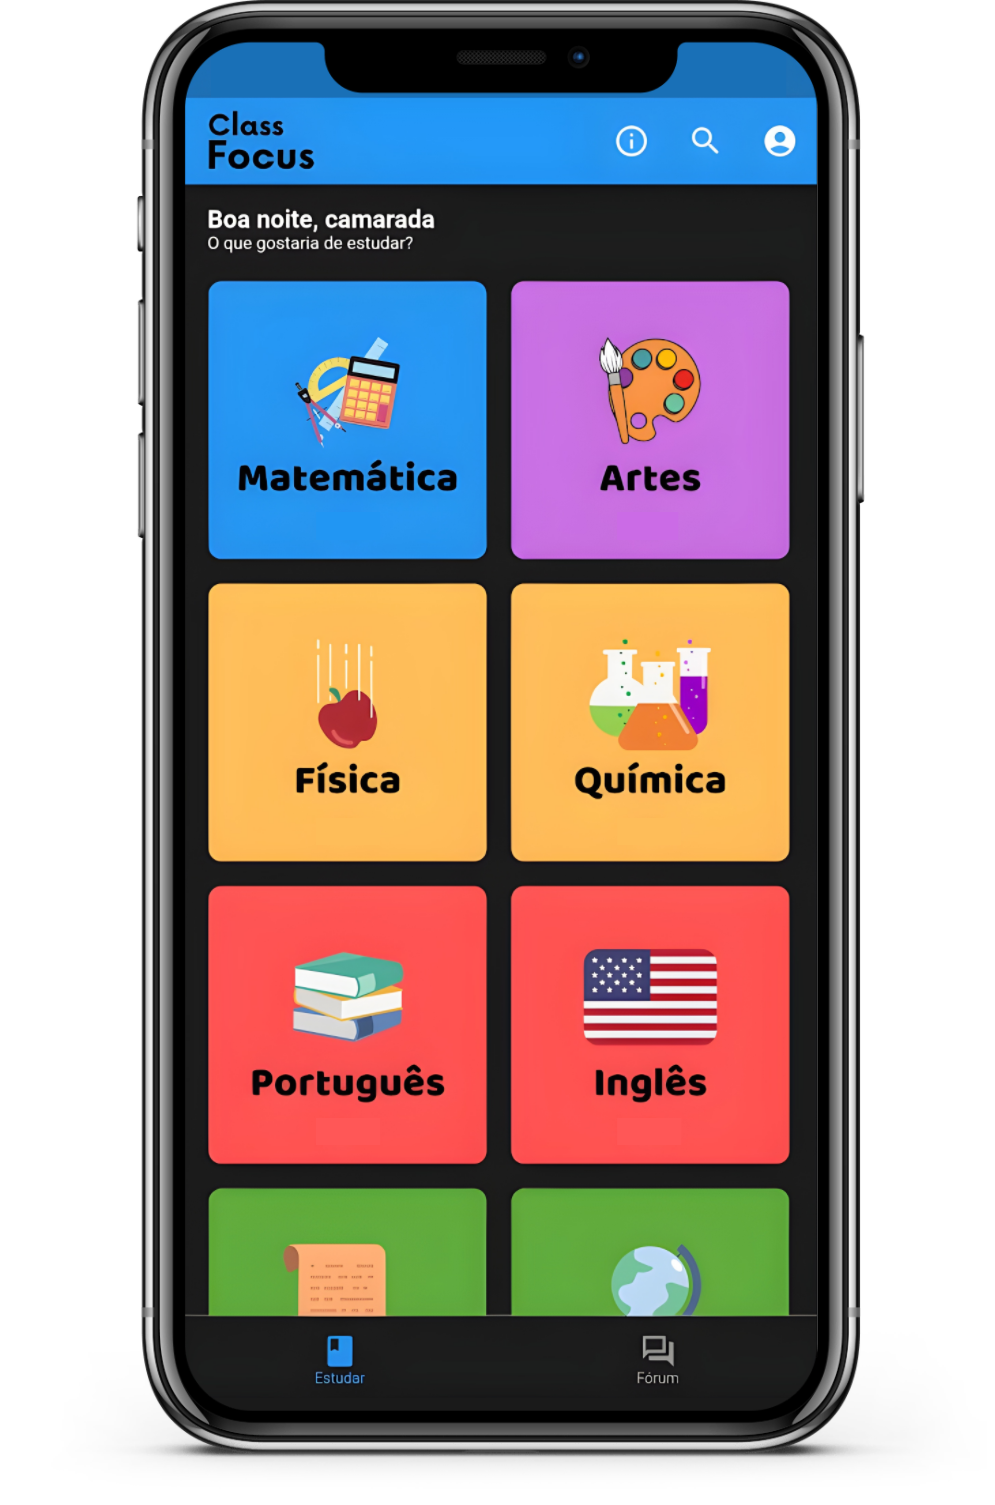 Class
Focus
Boa noite, camarada
O que gostaria de estudar?
Matemática
Artes
Física
Química
Português
Inglês
Estudar
Fórum